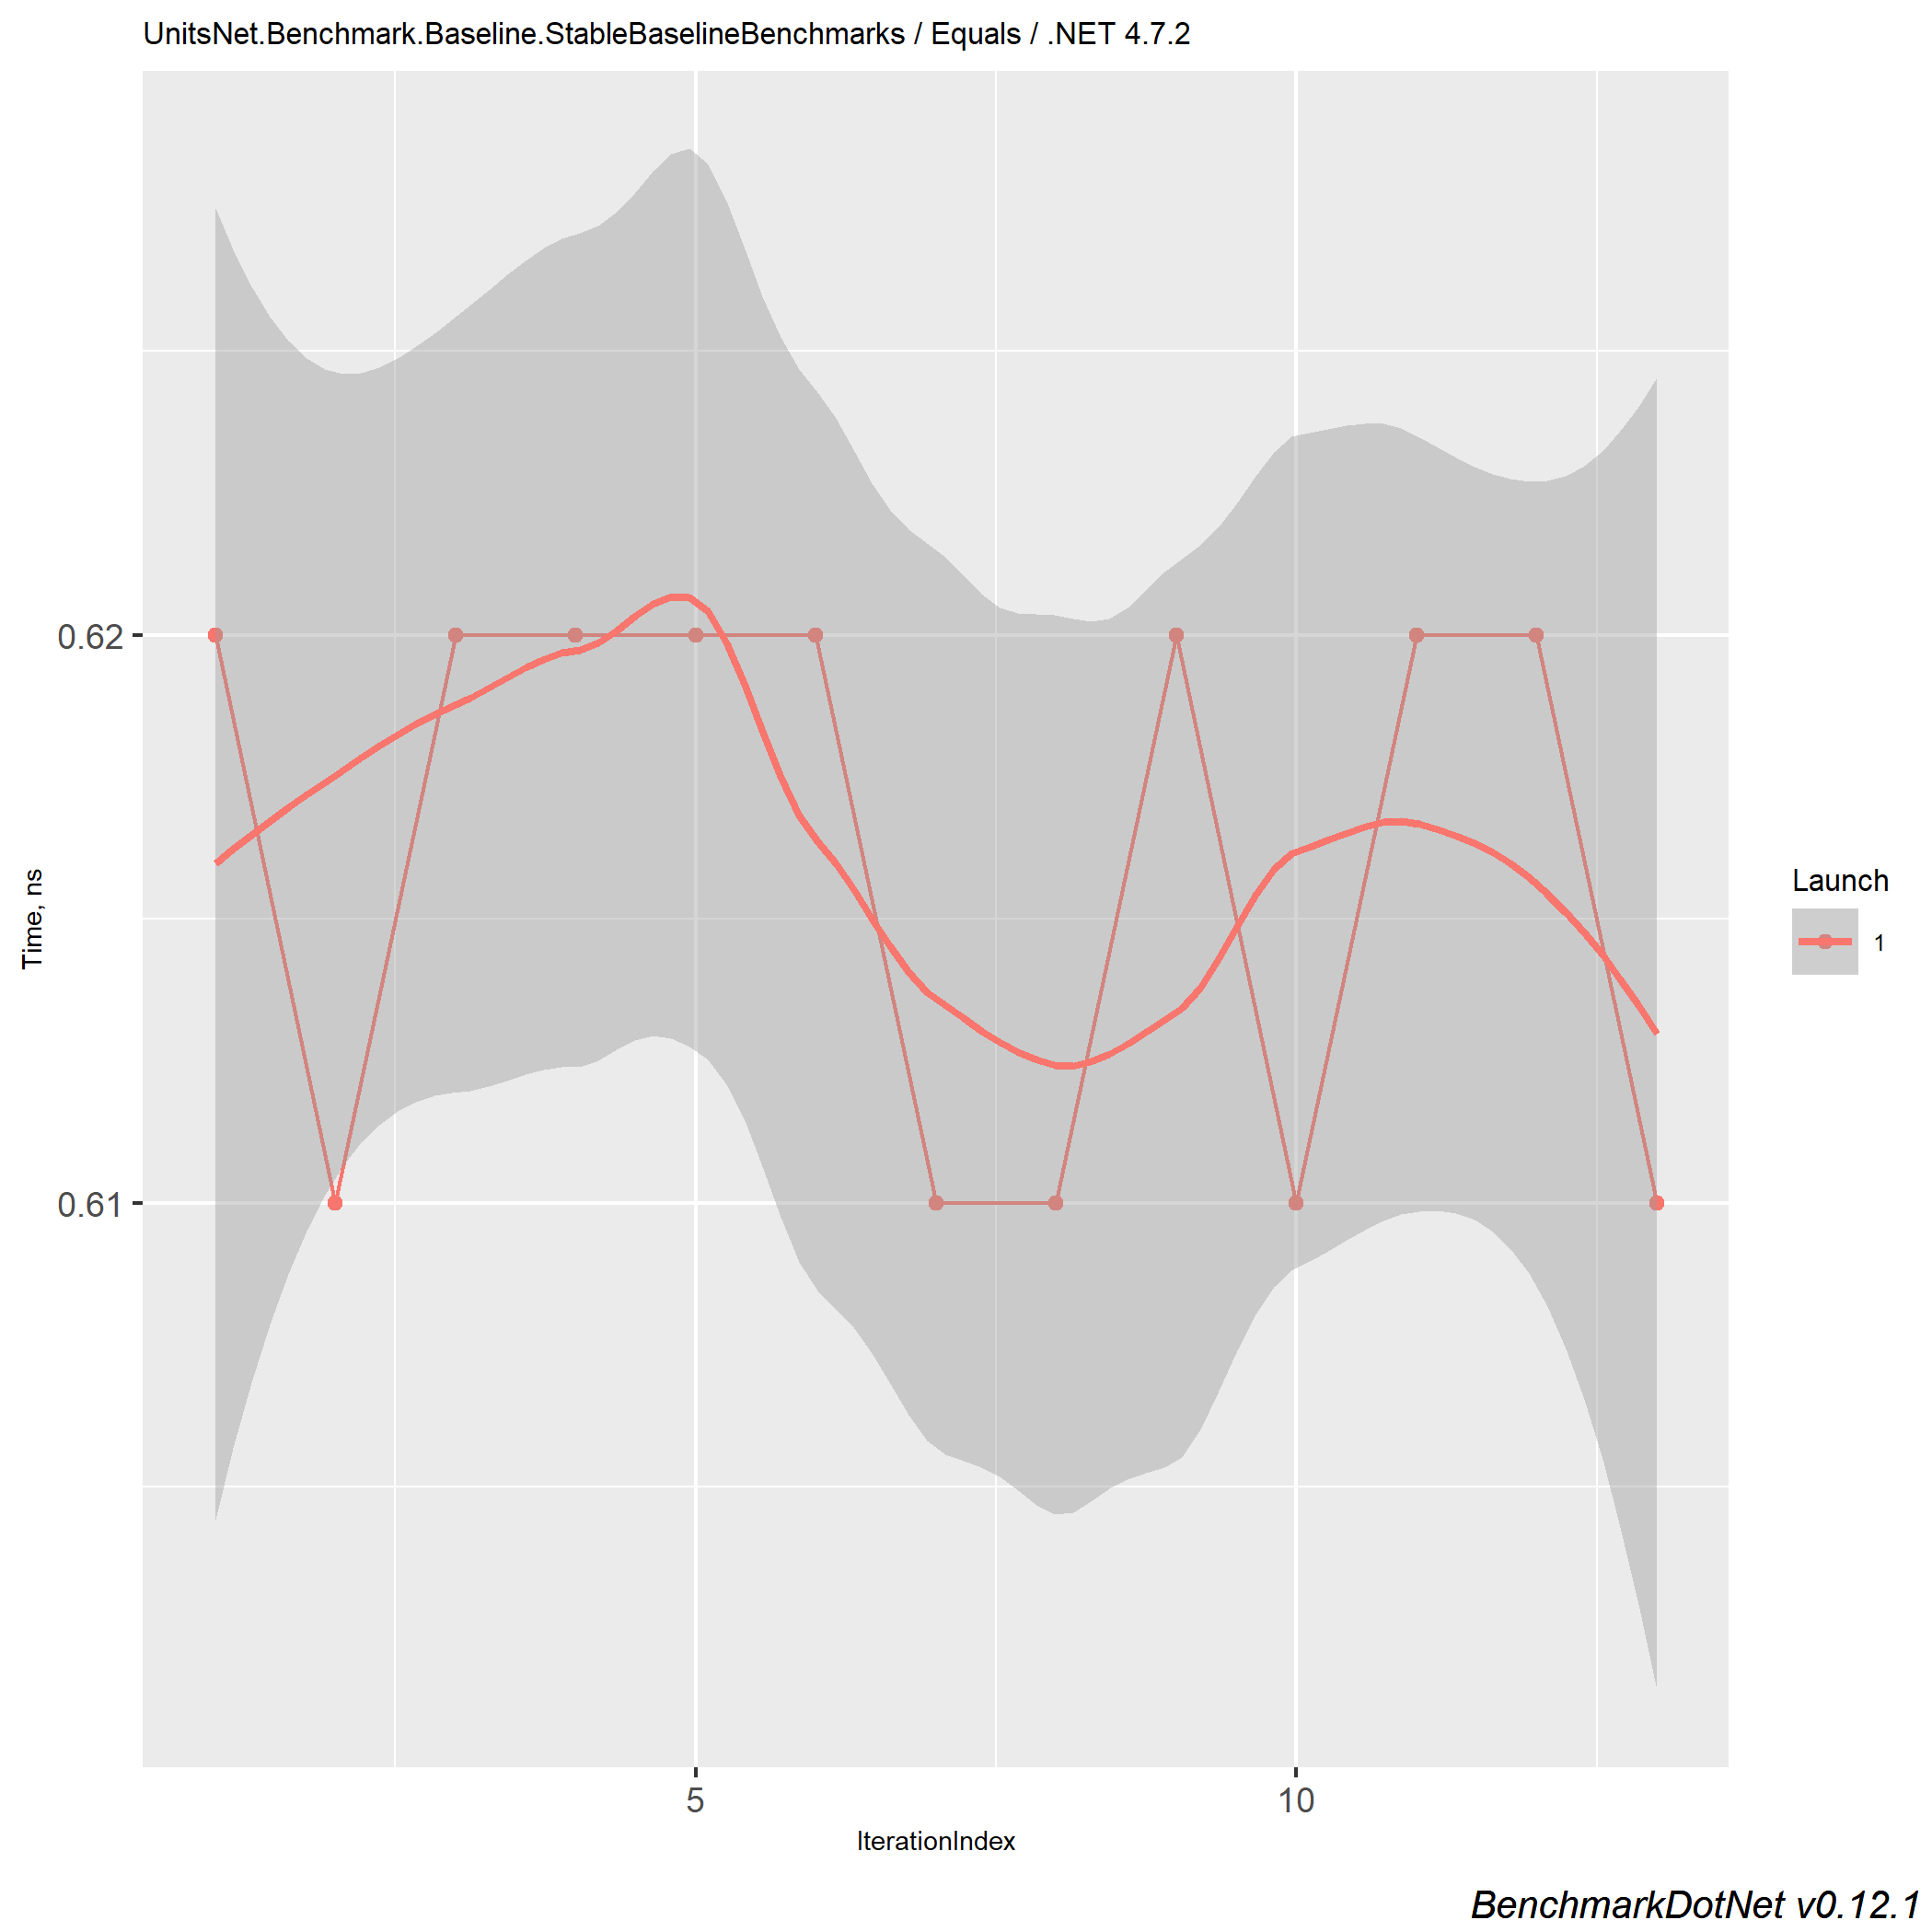 UnitsNet.Benchmark.Baseline.StableBaselineBenchmarks / Equals / .NET 4.7.2
Time, ns
0.62
0.61
5
10
IterationIndex
Launch
1
BenchmarkDotNet v0.12.1